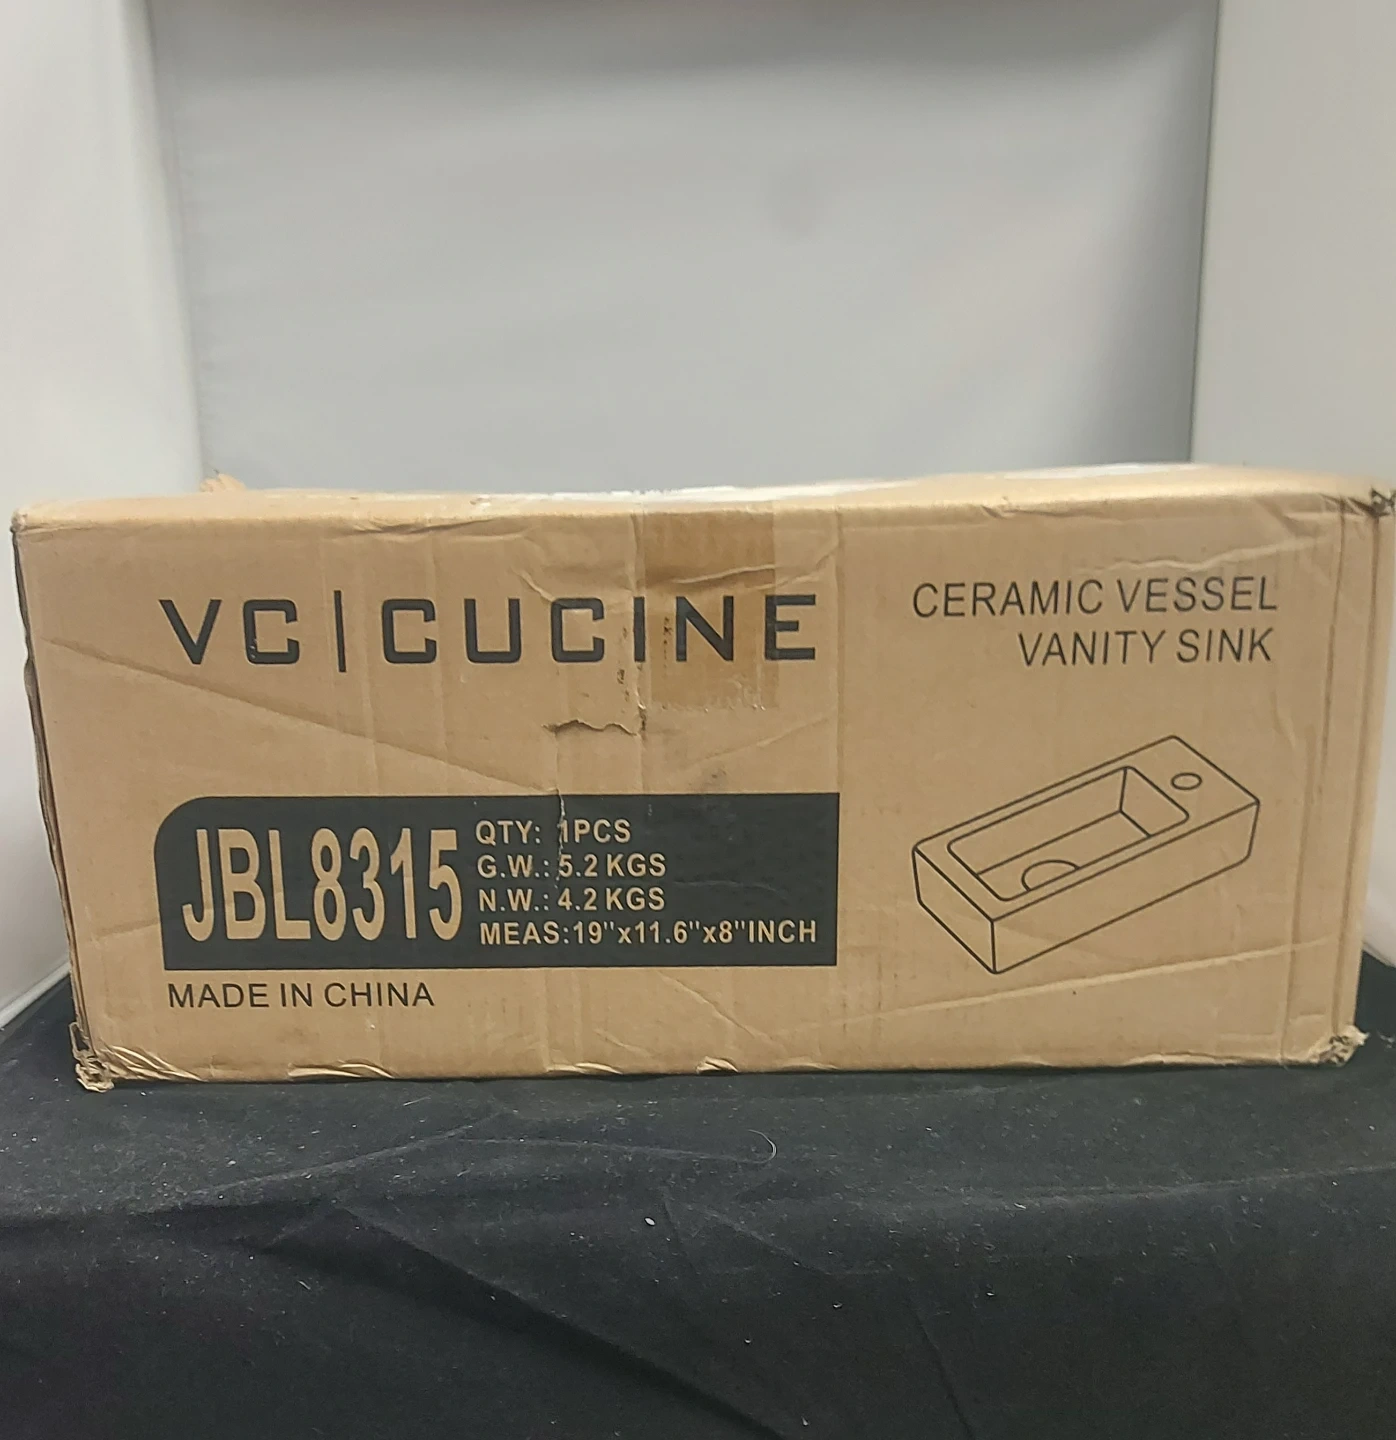 VC|CUCINE
CERAMIC VESSEL
VANITY SINK
JBL8315
QTY: 1PCS
G.W.: 5.2 KGS
N.W.: 4.2 KGS
MEAS:19"x11.6"x8"INCH
MADE IN CHINA